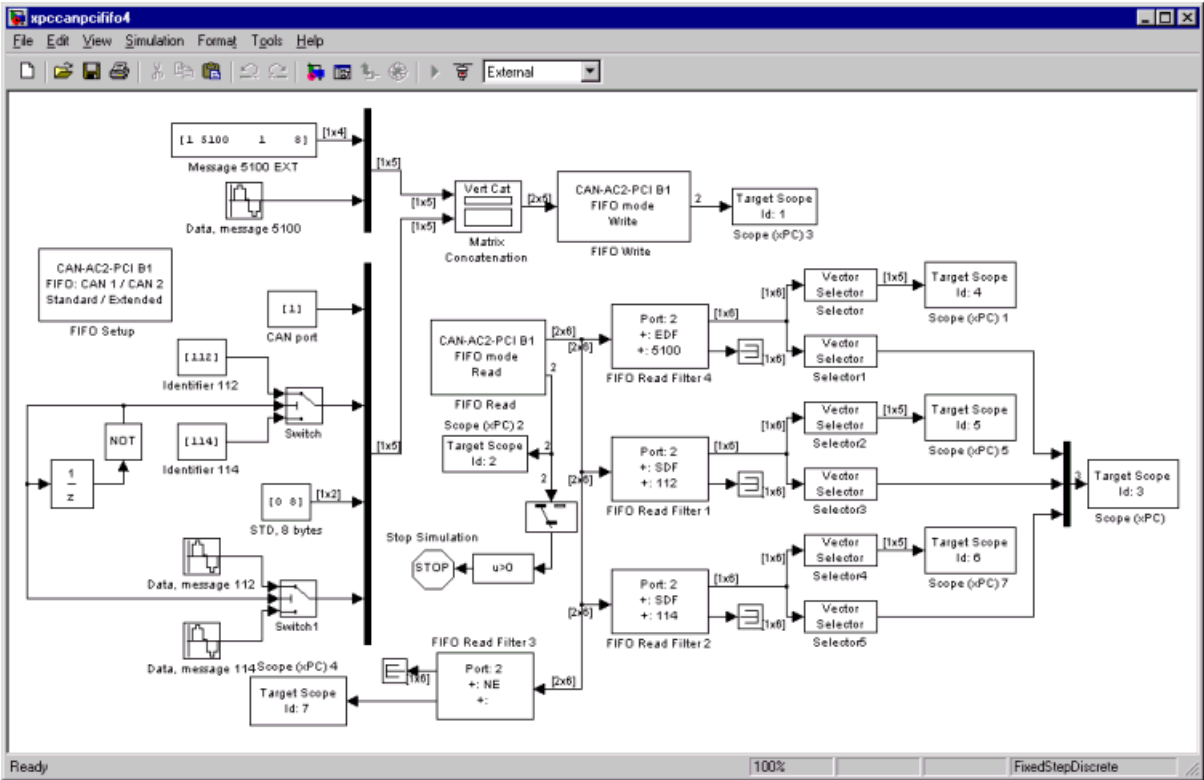 xpccanpcififo4
File Edit View Simulation Format Tools Help
External
[1 5100 1 8]
[1x4]
Message 5100 EXT
[1x5]
Data, message 5100
Vert Cat
[1x5]
[1x5]
Matrix
Concatenation
[2x6]
CAN-AC2-PCI B1
FIFO mode
Write
FIFO Write
2
Target Scope
Id: 1
Scope (xPC) 3
CAN-AC2-PCI B1
FIFO: CAN 1 / CAN 2
Standard / Extended
FIFO Setup
[1]
CAN port
[112]
Identifier 112
Switch
NOT
[114]
Identifier 114
1
z
[0 8]
[1x2]
STD, 8 bytes
[1x5]
Data, message 112
Switch1
Data, message 114
CAN-AC2-PCI B1
FIFO mode
Read
FIFO Read
[2x6]
[2x6]
2
Scope (xPC) 2
Target Scope
Id: 2
2
2
Stop Simulation
STOP
u>0
Port: 2
+: EDF
+: 5100
FIFO Read Filter 4
[1x6]
[1x6]
[1x6]
Vector
Selector
Selector
[1x5]
Target Scope
Id: 4
Scope (xPC) 1
Vector
Selector
Selector1
[2x6]
Port: 2
+: SDF
+: 112
FIFO Read Filter 1
[1x6]
[1x6]
[1x6]
Vector
Selector
Selector2
[1x5]
Target Scope
Id: 5
Scope (xPC) 5
Vector
Selector
Selector3
3
Target Scope
Id: 3
Scope (xPC)
[2x6]
Port: 2
+: SDF
+: 114
FIFO Read Filter 2
[1x6]
[1x6]
[1x6]
Vector
Selector
Selector4
[1x5]
Target Scope
Id: 6
Scope (xPC) 7
Vector
Selector
Selector5
FIFO Read Filter 3
Port: 2
+: NE
+:
[2x6]
[1x6]
Scope (xPC) 4
Target Scope
Id: 7
Ready
100%
FixedStepDiscrete